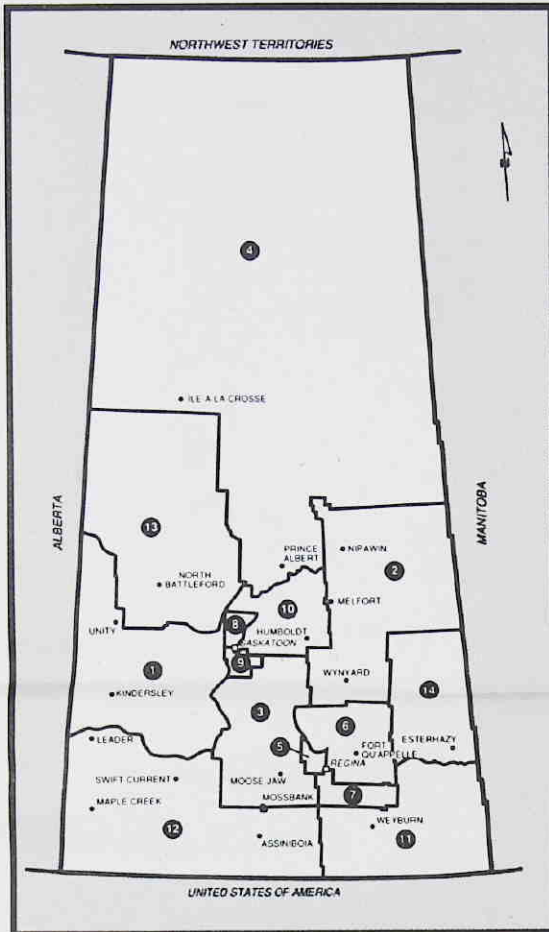 NORTHWEST TERRITORIES
4
ILE A LA CROSSE
ALBERTA
MANITOBA
13
PRINCE
ALBERT
NIPAWIN
2
NORTH
BATTLEFORD
10
MELFORT
UNITY
8
HUMBOLDT
SASKATOON
9
1
WYNYARD
14
KINDERSLEY
3
6
LEADER
5
FORT
QU'APPELLE
ESTERHAZY
REGINA
SWIFT CURRENT
MOOSE JAW
7
MAPLE CREEK
MOSSBANK
12
WEYBURN
11
ASSINIBOIA
UNITED STATES OF AMERICA